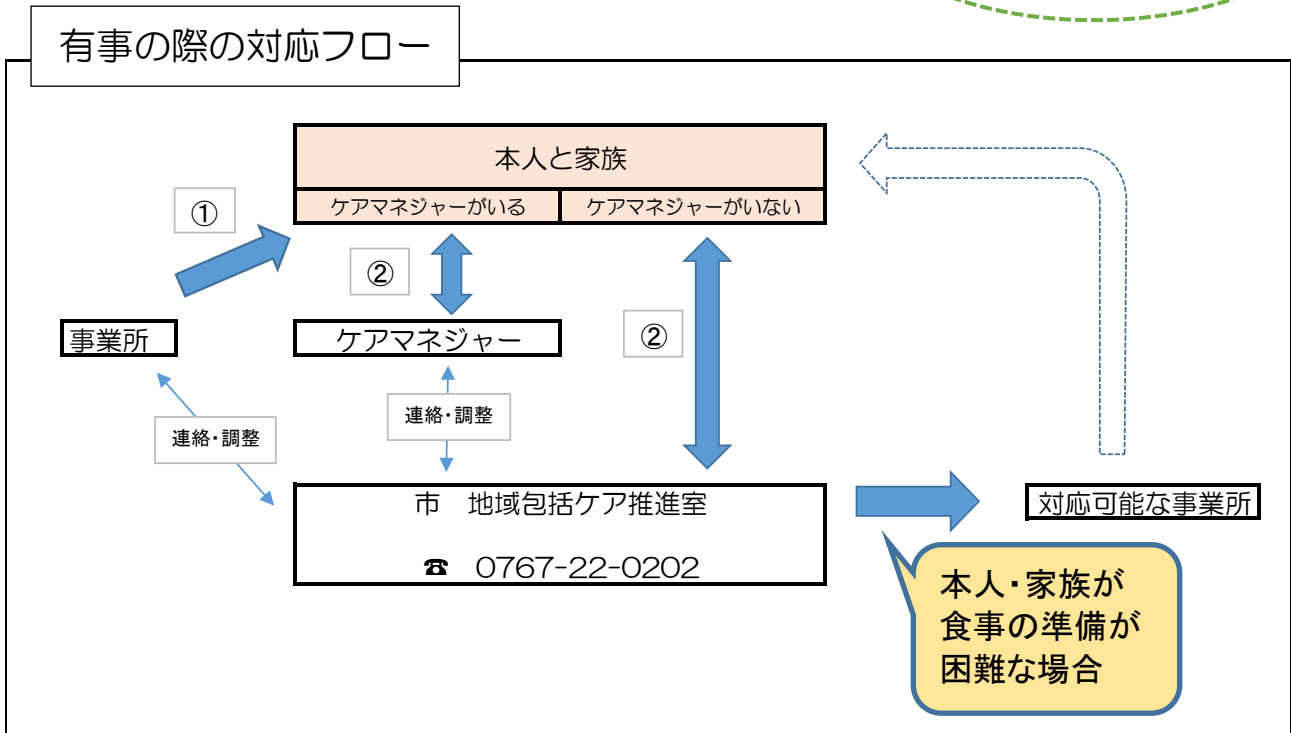 有事の際の対応フロー
本人と家族
ケアマネジャーがいる
ケアマネジャーがいない
①
②
②
事業所
ケアマネジャー
連絡・調整
連絡・調整
市　地域包括ケア推進室
☎　0767-22-0202
対応可能な事業所
本人・家族が
食事の準備が
困難な場合